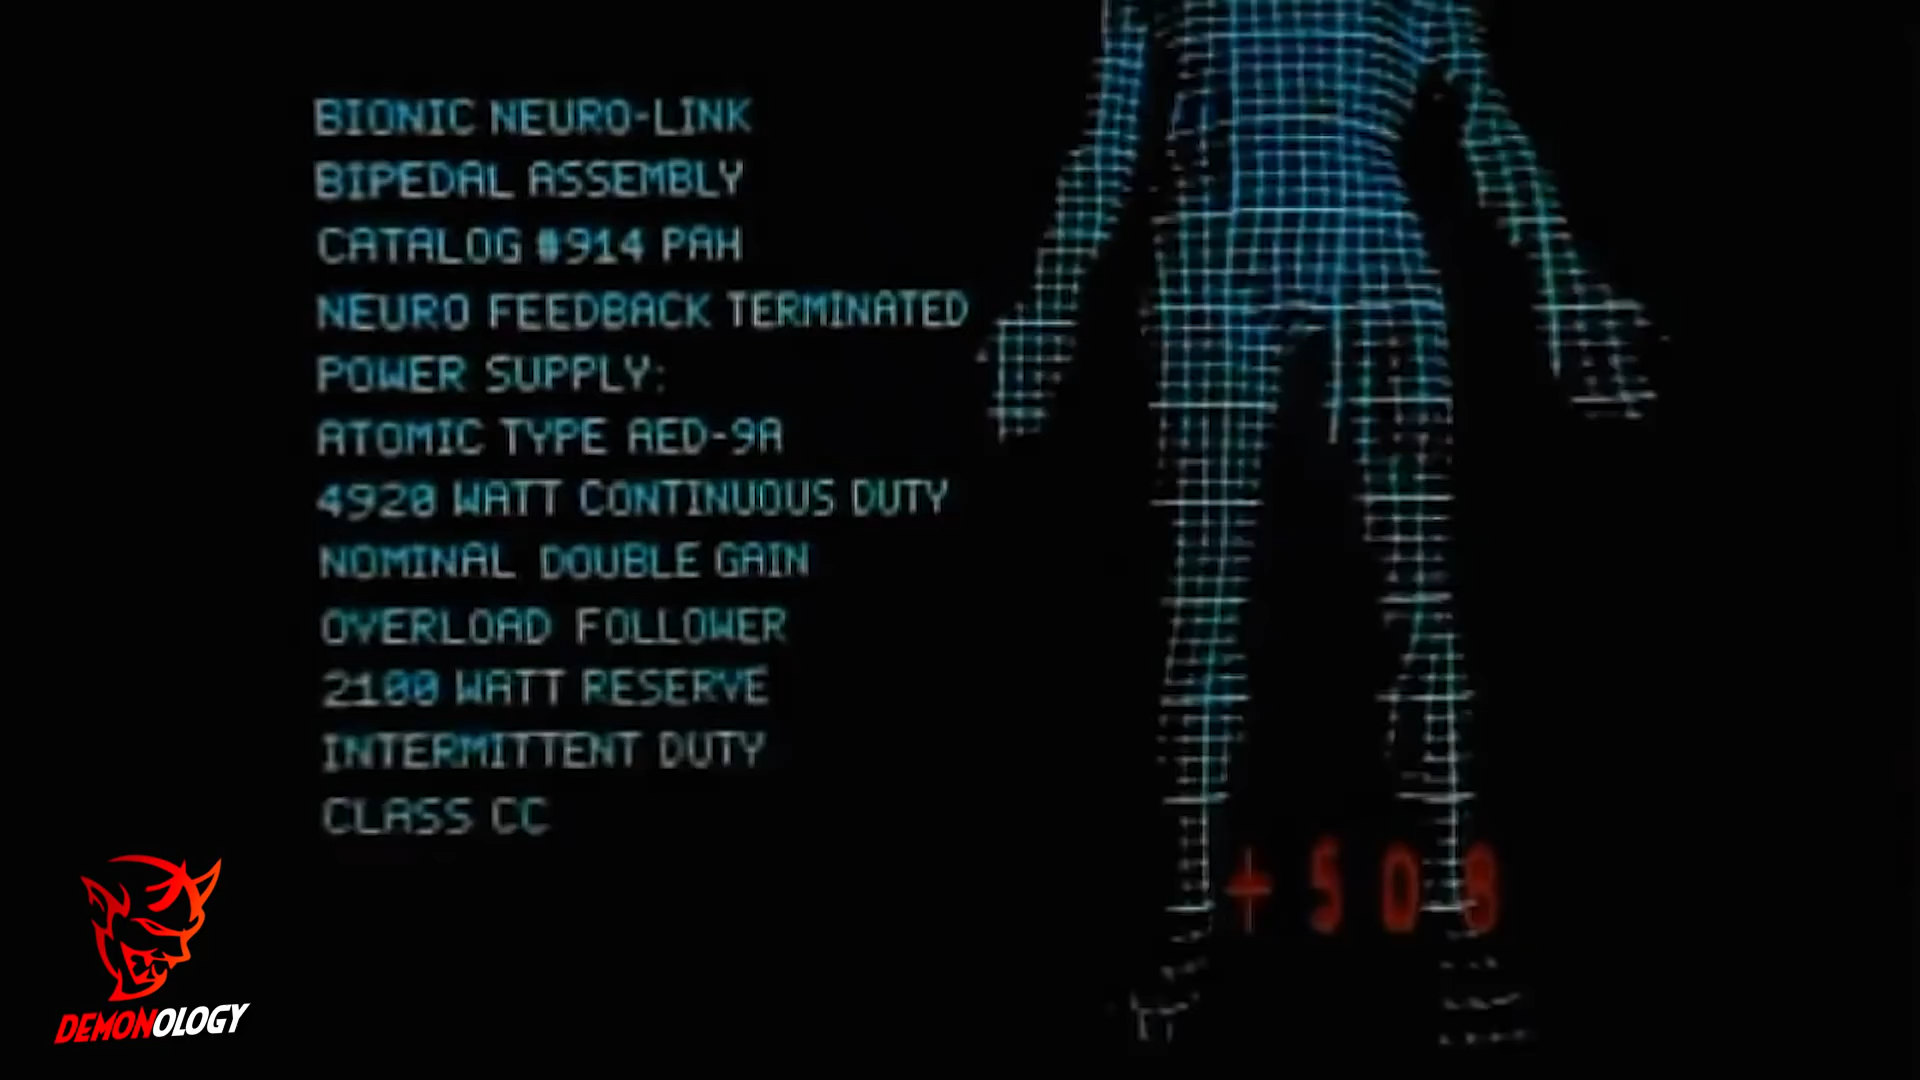 BIONIC NEURO-LINK
BIPEDAL ASSEMBLY
CATALOG #914 PAH
NEURO FEEDBACK TERMINATED
POWER SUPPLY:
ATOMIC TYPE AED-9A
4920 WATT CONTINUOUS DUTY
NOMINAL DOUBLE GAIN
OVERLOAD FOLLOWER
2100 WATT RESERVE
INTERMITTENT DUTY
CLASS CC
+ 508
DEMONOLOGY